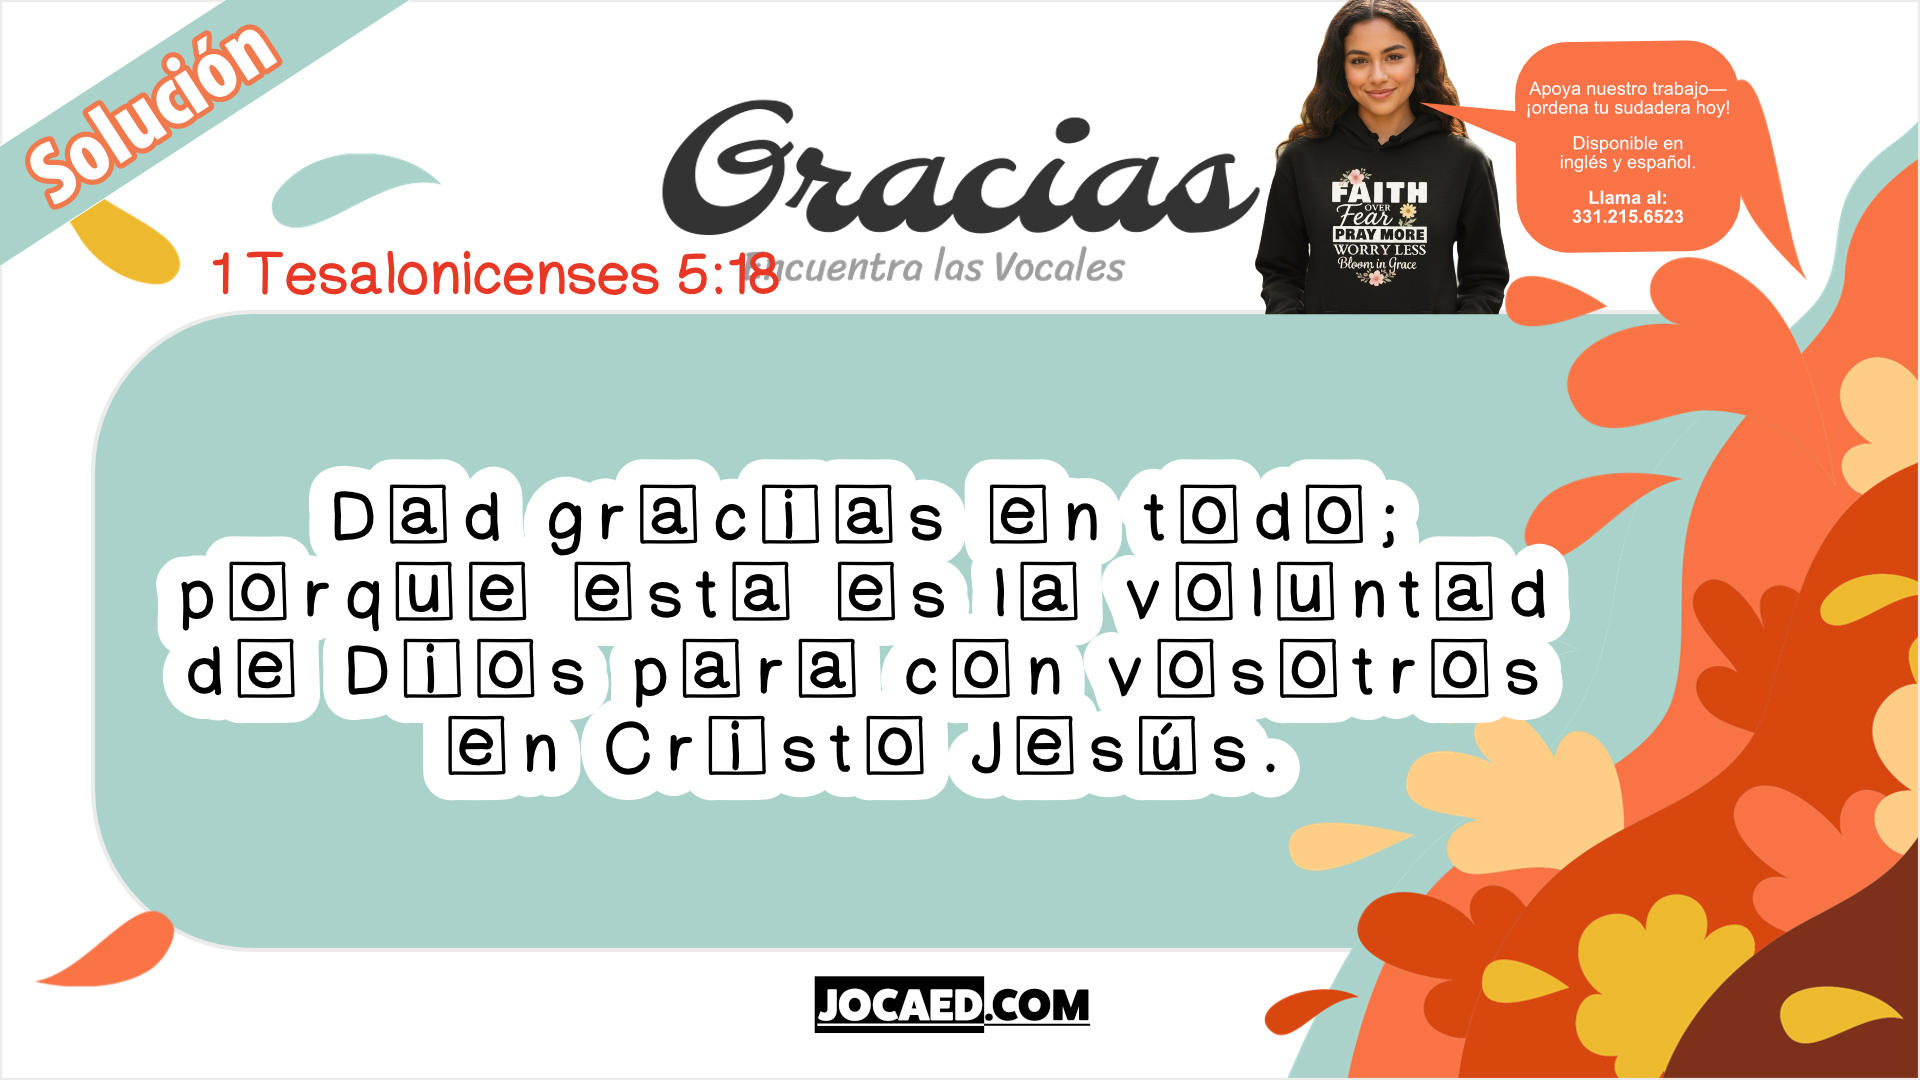 Solución
Gracias
Encuentra las Vocales
1 Tesalonicenses 5:18
FAITH
OVER
Fear
PRAY MORE
WORRY LESS
Bloom in Grace
Apoya nuestro trabajo—
¡ordena tu sudadera hoy!
Disponible en
inglés y español.
Llama al:
331.215.6523
Dad gracias en todo;
porque esta es la voluntad
de Dios para con vosotros
en Cristo Jesús.
JOCAED.COM